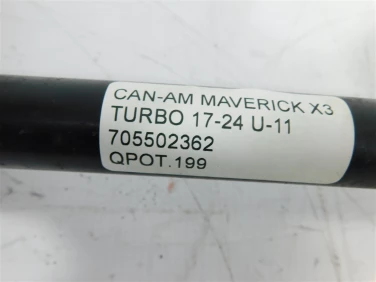 CAN-AM MAVERICK X3
TURBO 17-24 U-11
705502362
QPOT.199